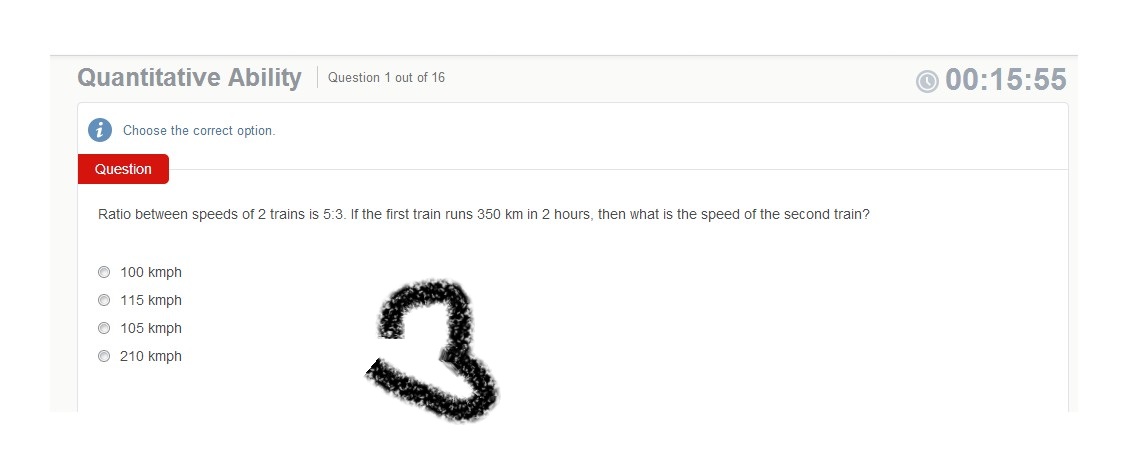 Quantitative Ability Question 1 out of 16 00:15:55
Choose the correct option.
Question
Ratio between speeds of 2 trains is 5:3. If the first train runs 350 km in 2 hours, then what is the speed of the second train?
100 kmph
115 kmph
105 kmph
210 kmph
3